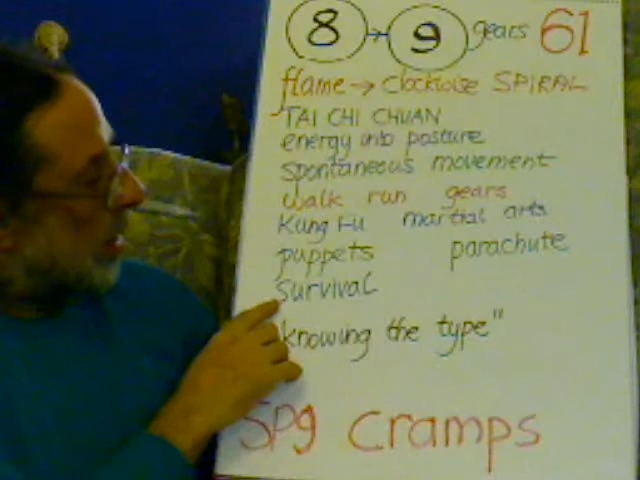 8 → 9 gears 61
flame → clockwise SPIRAL
TAI CHI CHUAN
energy into posture
spontaneous movement
walk run gears
Kung Fu martial arts
puppets parachute
survival
knowing the type"
Spg cramps